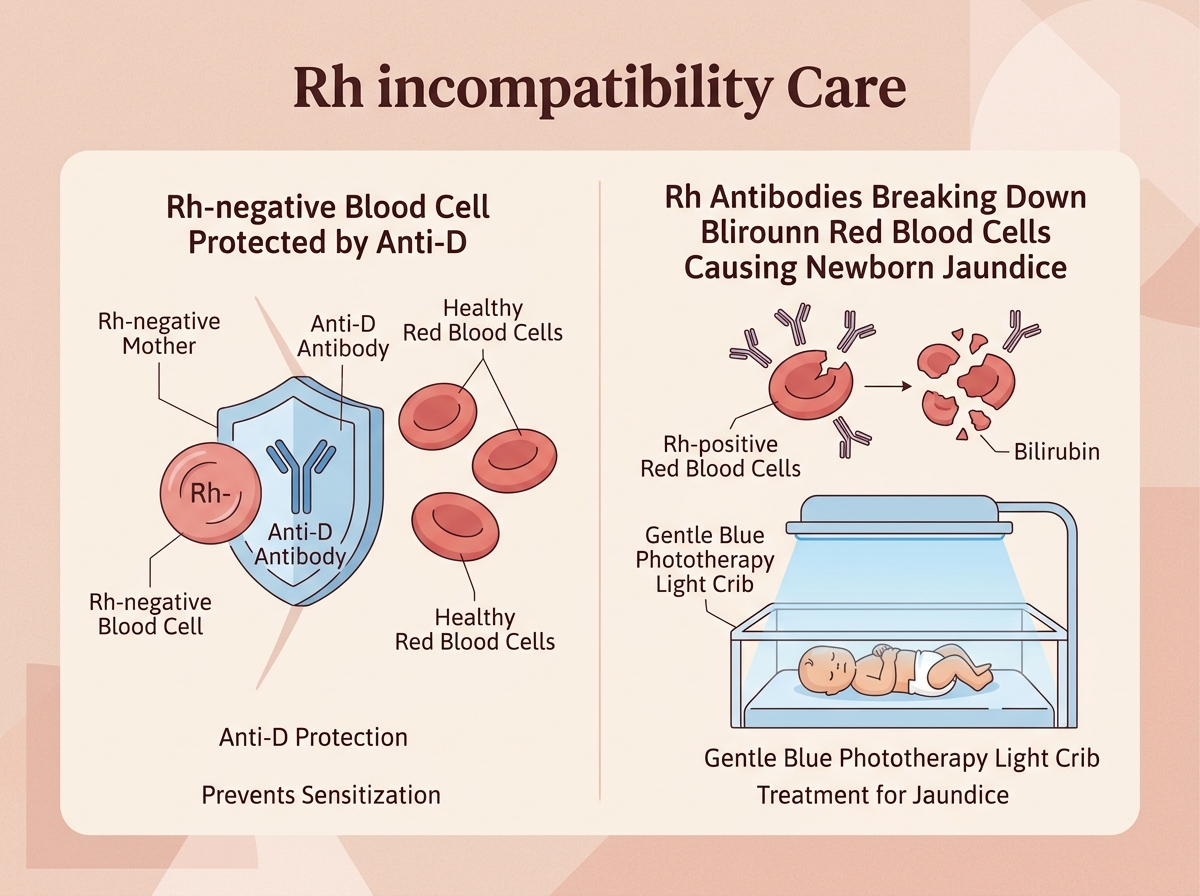 Rh incompatibility Care
Rh-negative Blood Cell
Protected by Anti-D
Rh-negative
Mother
Anti-D
Antibody
Healthy
Red Blood Cells
Rh-
Anti-D
Antibody
Rh-negative
Blood Cell
Healthy
Red Blood Cells
Anti-D Protection
Prevents Sensitization
Rh Antibodies Breaking Down
Blirounn Red Blood Cells
Causing Newborn Jaundice
Rh-positive
Red Blood Cells
Bilirubin
Gentle Blue
Phototherapy
Light Crib
Gentle Blue Phototherapy Light Crib
Treatment for Jaundice